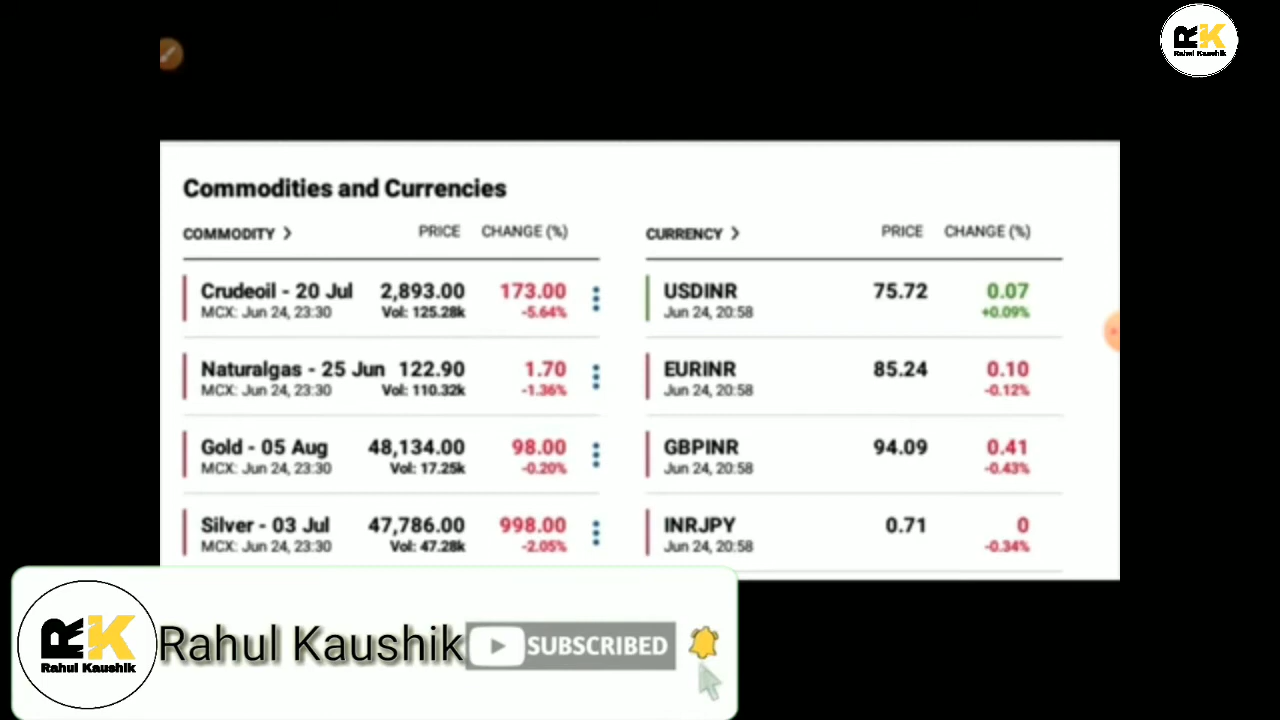 RK
Rahul Kaushik
Commodities and Currencies
COMMODITY > PRICE CHANGE (%)
Crudeoil - 20 Jul 2,893.00 173.00
MCX: Jun 24, 23:30 Vol: 125.28k -5.64%
Naturalgas - 25 Jun 122.90 1.70
MCX: Jun 24, 23:30 Vol: 110.32k -1.36%
Gold - 05 Aug 48,134.00 98.00
MCX: Jun 24, 23:30 Vol: 17.25k -0.20%
Silver - 03 Jul 47,786.00 998.00
MCX: Jun 24, 23:30 Vol: 47.28k -2.05%
CURRENCY > PRICE CHANGE (%)
USDINR 75.72 0.07
Jun 24, 20:58 +0.09%
EURINR 85.24 0.10
Jun 24, 20:58 -0.12%
GBPINR 94.09 0.41
Jun 24, 20:58 -0.43%
INRJPY 0.71 0
Jun 24, 20:58 -0.34%
RK
Rahul Kaushik
Rahul Kaushik SUBSCRIBED